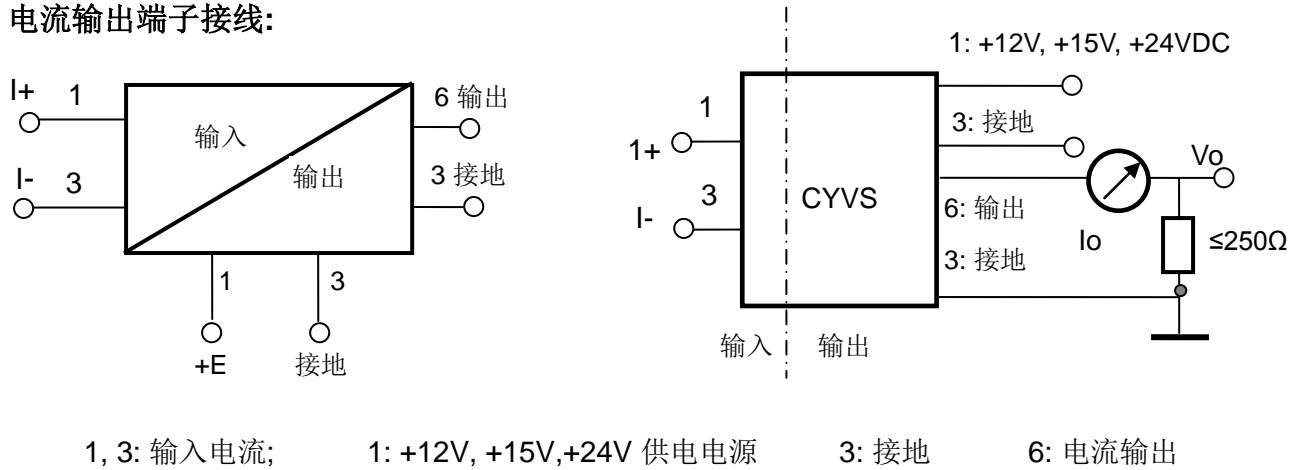 电流输出端子接线:
I+
1
I-
3
输入
输出
6 输出
3 接地
1
3
+E
接地
1: +12V, +15V, +24VDC
1
1+
3
I-
CYVS
3: 接地
Vo
6: 输出
Io
≤250Ω
3: 接地
输入
输出
1, 3: 输入电流; 1: +12V, +15V,+24V 供电电源 3: 接地 6: 电流输出